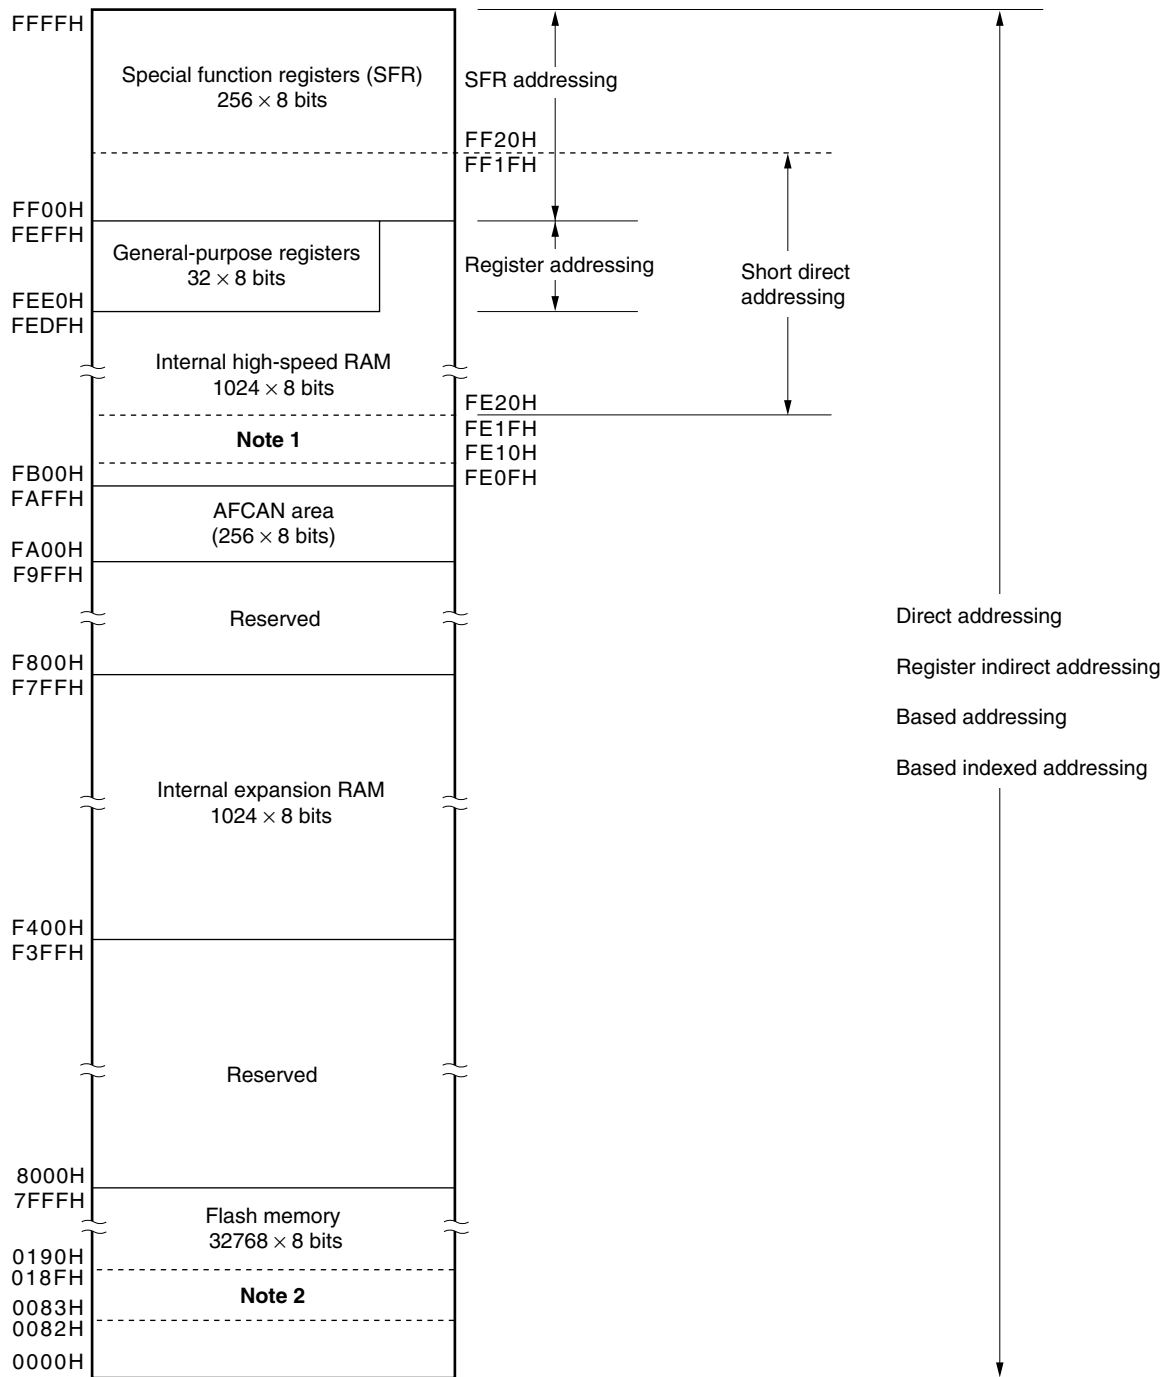 FFFFH
Special function registers (SFR)
256 × 8 bits
SFR addressing
FF20H
FF1FH
FF00H
FEFFH
General-purpose registers
32 × 8 bits
Register addressing
Short direct
addressing
FEE0H
FEDFH
Internal high-speed RAM
1024 × 8 bits
FE20H
FE1FH
Note 1
FE10H
FE0FH
FB00H
FAFFH
AFCAN area
(256 × 8 bits)
FA00H
F9FFH
Reserved
Direct addressing
Register indirect addressing
Based addressing
Based indexed addressing
F800H
F7FFH
Internal expansion RAM
1024 × 8 bits
F400H
F3FFH
Reserved
8000H
7FFFH
Flash memory
32768 × 8 bits
0190H
018FH
Note 2
0083H
0082H
0000H